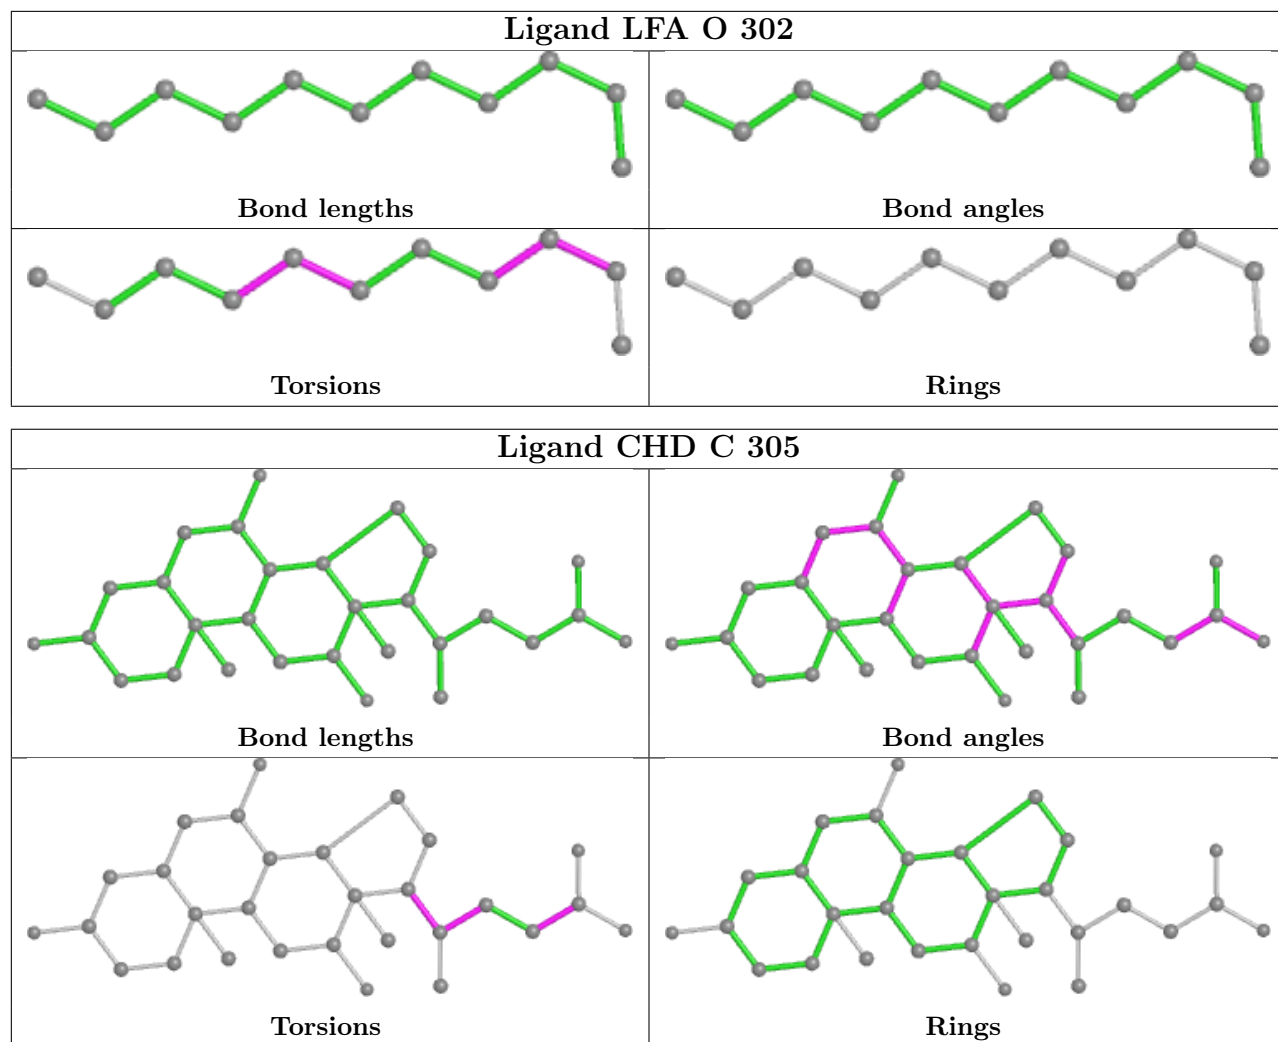 Ligand LFA O 302
Bond lengths
Bond angles
Torsions
Rings
Ligand CHD C 305
Bond lengths
Bond angles
Torsions
Rings